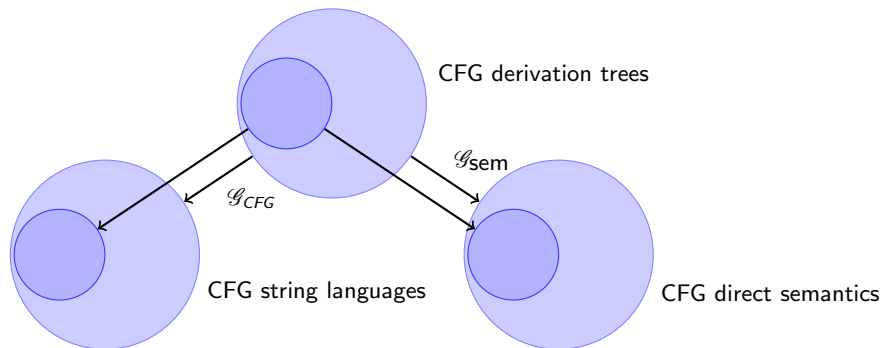 CFG derivation trees
𝒢sem
𝒢CFG
CFG string languages
CFG direct semantics